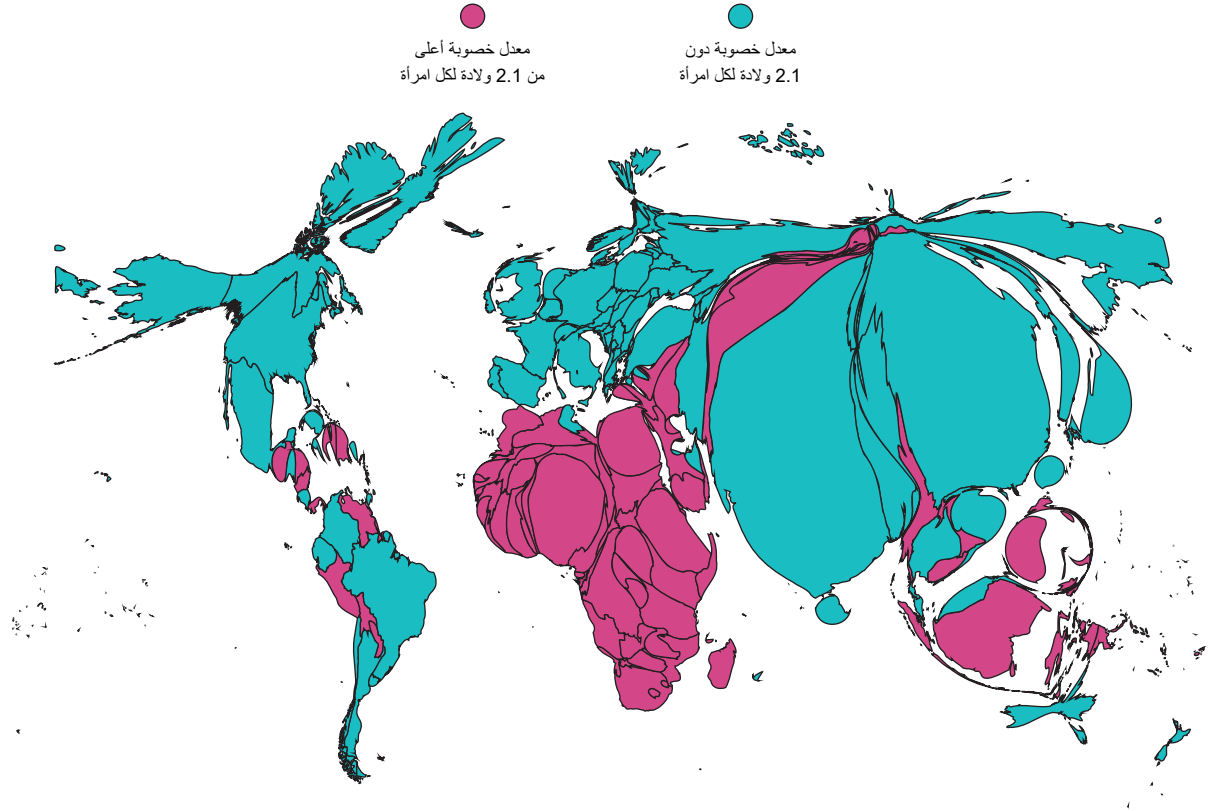 معدل خصوبة دون
2.1 ولادة لكل امرأة
معدل خصوبة أعلى
من 2.1 ولادة لكل امرأة